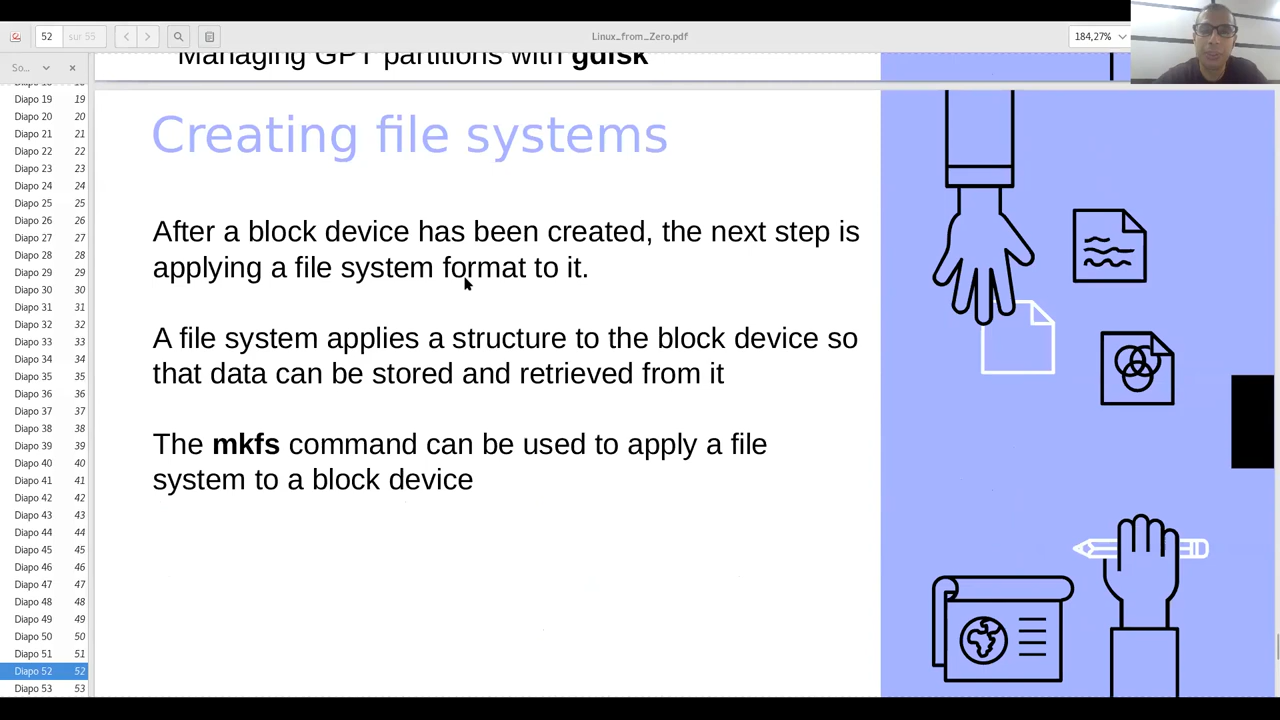 52 sur 55
Linux_from_Zero.pdf
184,27%
So...
Managing GPT partitions with gdisk
Diapo 19 19
Diapo 20 20
Diapo 21 21
Diapo 22 22
Diapo 23 23
Diapo 24 24
Diapo 25 25
Diapo 26 26
Diapo 27 27
Diapo 28 28
Diapo 29 29
Diapo 30 30
Diapo 31 31
Diapo 32 32
Diapo 33 33
Diapo 34 34
Diapo 35 35
Diapo 36 36
Diapo 37 37
Diapo 38 38
Diapo 39 39
Diapo 40 40
Diapo 41 41
Diapo 42 42
Diapo 43 43
Diapo 44 44
Diapo 45 45
Diapo 46 46
Diapo 47 47
Diapo 48 48
Diapo 49 49
Diapo 50 50
Diapo 51 51
Diapo 52 52
Diapo 53 53
Creating file systems
After a block device has been created, the next step is
applying a file system format to it.
A file system applies a structure to the block device so
that data can be stored and retrieved from it
The mkfs command can be used to apply a file
system to a block device